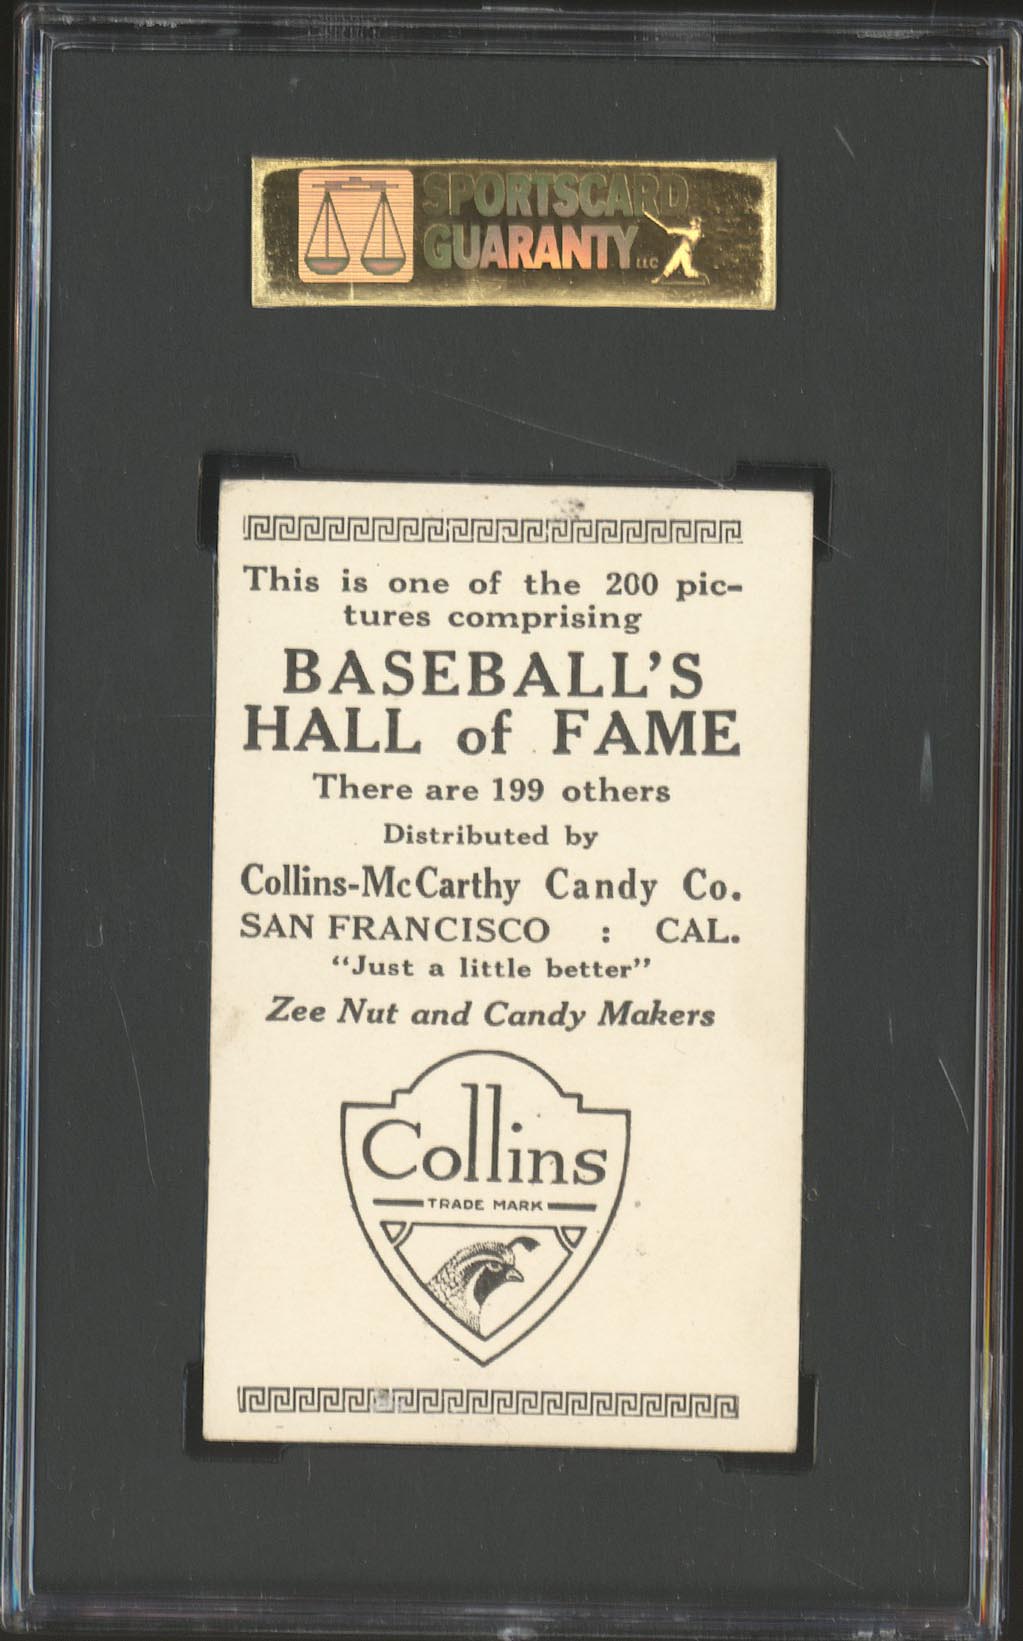 SPORTSCARD
GUARANTY LLC
This is one of the 200 pic-
tures comprising
BASEBALL'S
HALL of FAME
There are 199 others
Distributed by
Collins-McCarthy Candy Co.
SAN FRANCISCO : CAL.
"Just a little better"
Zee Nut and Candy Makers
Collins
TRADE MARK